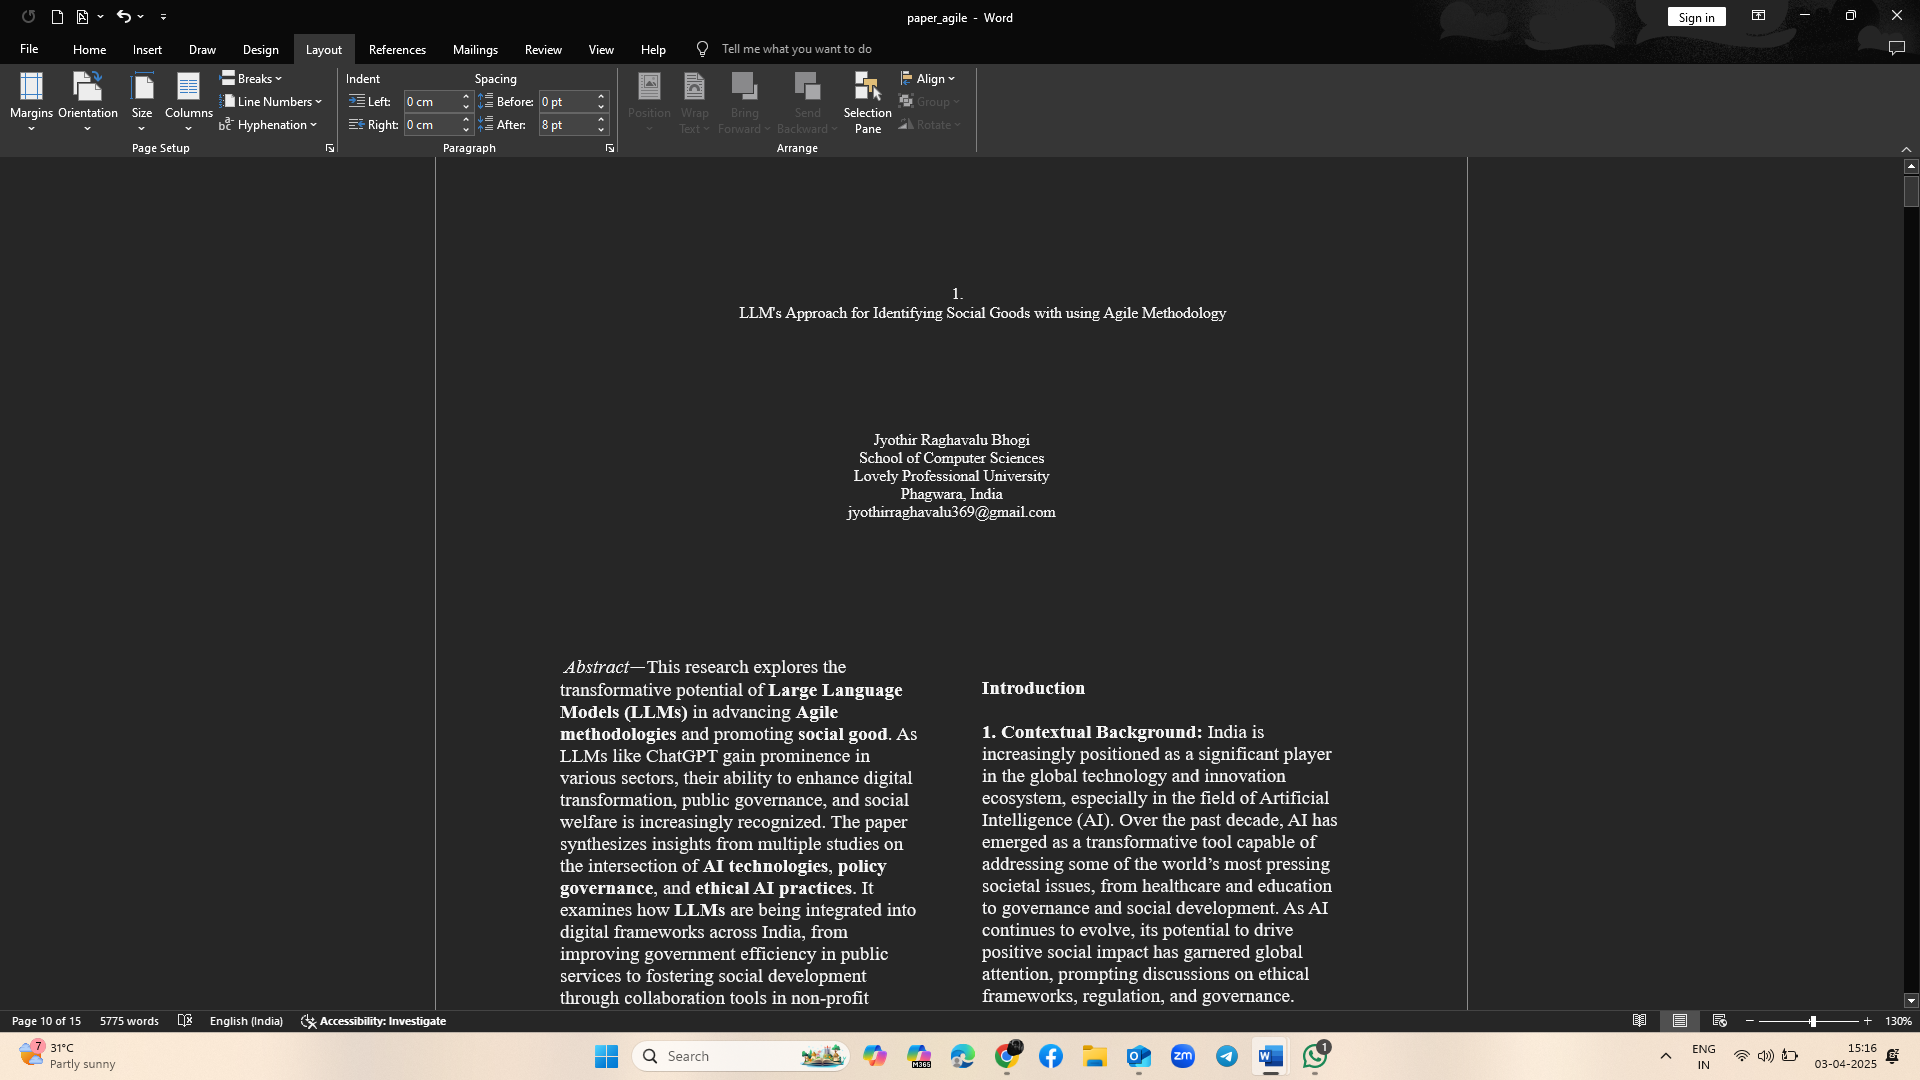 paper_agile - Word
Sign in
File Home Insert Draw Design Layout References Mailings Review View Help Tell me what you want to do
Margins
Orientation
Size
Columns
Breaks
Line Numbers
Hyphenation
Page Setup
Indent
Left: 0 cm
Right: 0 cm
Spacing
Before: 0 pt
After: 8 pt
Paragraph
Position
Wrap
Text
Bring
Forward
Send
Backward
Selection
Pane
Align
Group
Rotate
Arrange
1.
LLM's Approach for Identifying Social Goods with using Agile Methodology
Jyothir Raghavalu Bhogi
School of Computer Sciences
Lovely Professional University
Phagwara, India
jyothirraghavalu369@gmail.com
Abstract—This research explores the
transformative potential of Large Language
Models (LLMs) in advancing Agile
methodologies and promoting social good. As
LLMs like ChatGPT gain prominence in
various sectors, their ability to enhance digital
transformation, public governance, and social
welfare is increasingly recognized. The paper
synthesizes insights from multiple studies on
the intersection of AI technologies, policy
governance, and ethical AI practices. It
examines how LLMs are being integrated into
digital frameworks across India, from
improving government efficiency in public
services to fostering social development
through collaboration tools in non-profit
Introduction
1. Contextual Background: India is
increasingly positioned as a significant player
in the global technology and innovation
ecosystem, especially in the field of Artificial
Intelligence (AI). Over the past decade, AI has
emerged as a transformative tool capable of
addressing some of the world’s most pressing
societal issues, from healthcare and education
to governance and social development. As AI
continues to evolve, its potential to drive
positive social impact has garnered global
attention, prompting discussions on ethical
frameworks, regulation, and governance.
Page 10 of 15 5775 words English (India) Accessibility: Investigate 130%
7
31°C
Partly sunny
Search
M365
zm
1
ENG
IN
15:16
03-04-2025